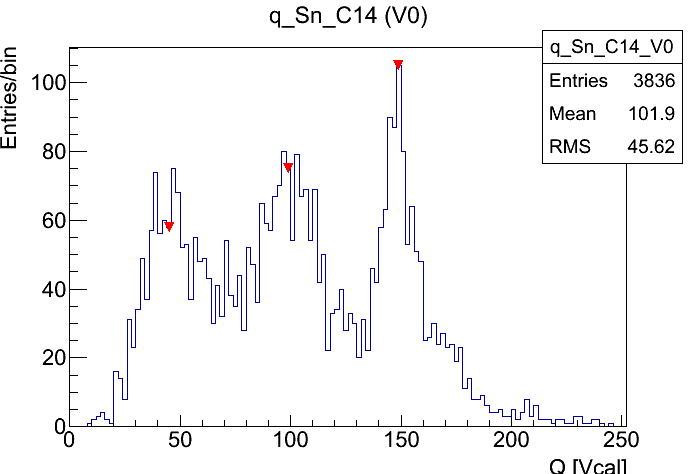 q_Sn_C14 (V0)
q_Sn_C14_V0
Entries 3836
Mean 101.9
RMS 45.62
Entries/bin
100
80
60
40
20
0
0 50 100 150 200 250
Q [Vcal]